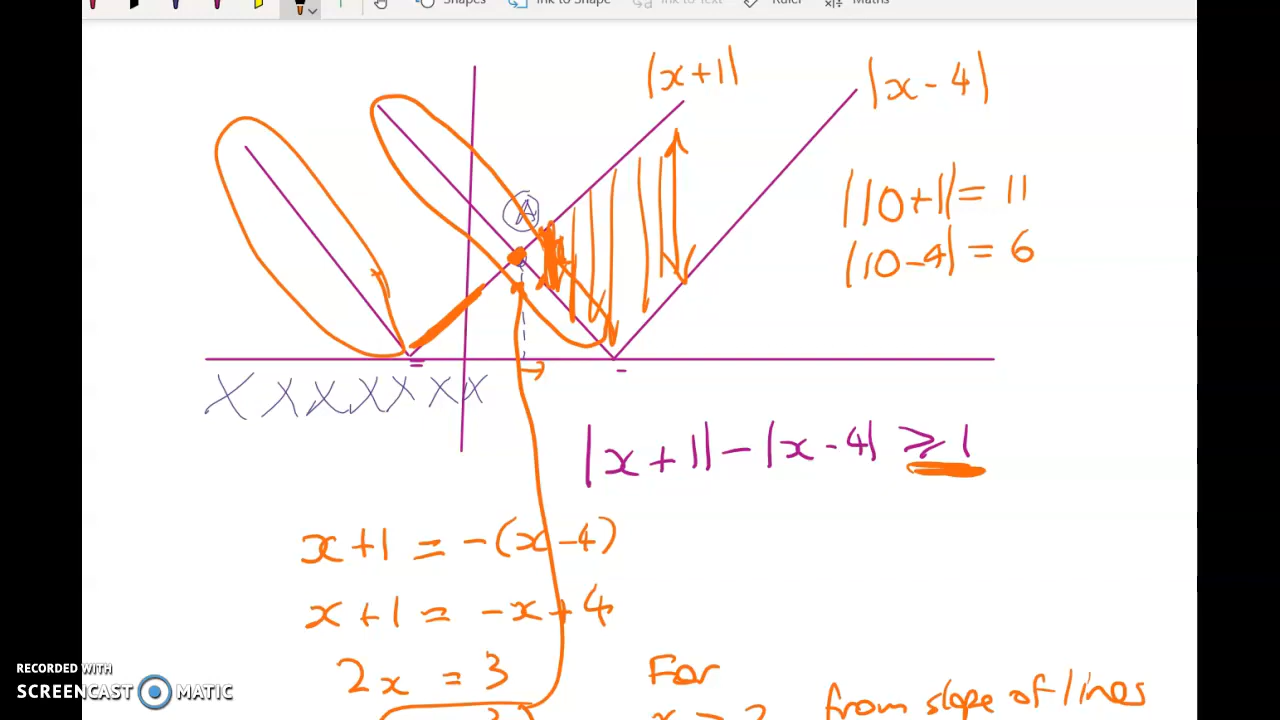 Shapes Ink to Shape Ink to Text Ruler Maths
|x+1| |x-4|
A
|10+1| = 11
|10-4| = 6
X X X X X X X
|x+1| - |x-4| ≥ 1
x+1 = -(x-4)
x+1 = -x+4
2x = 3
For
from slope of lines
RECORDED WITH
SCREENCAST MATIC